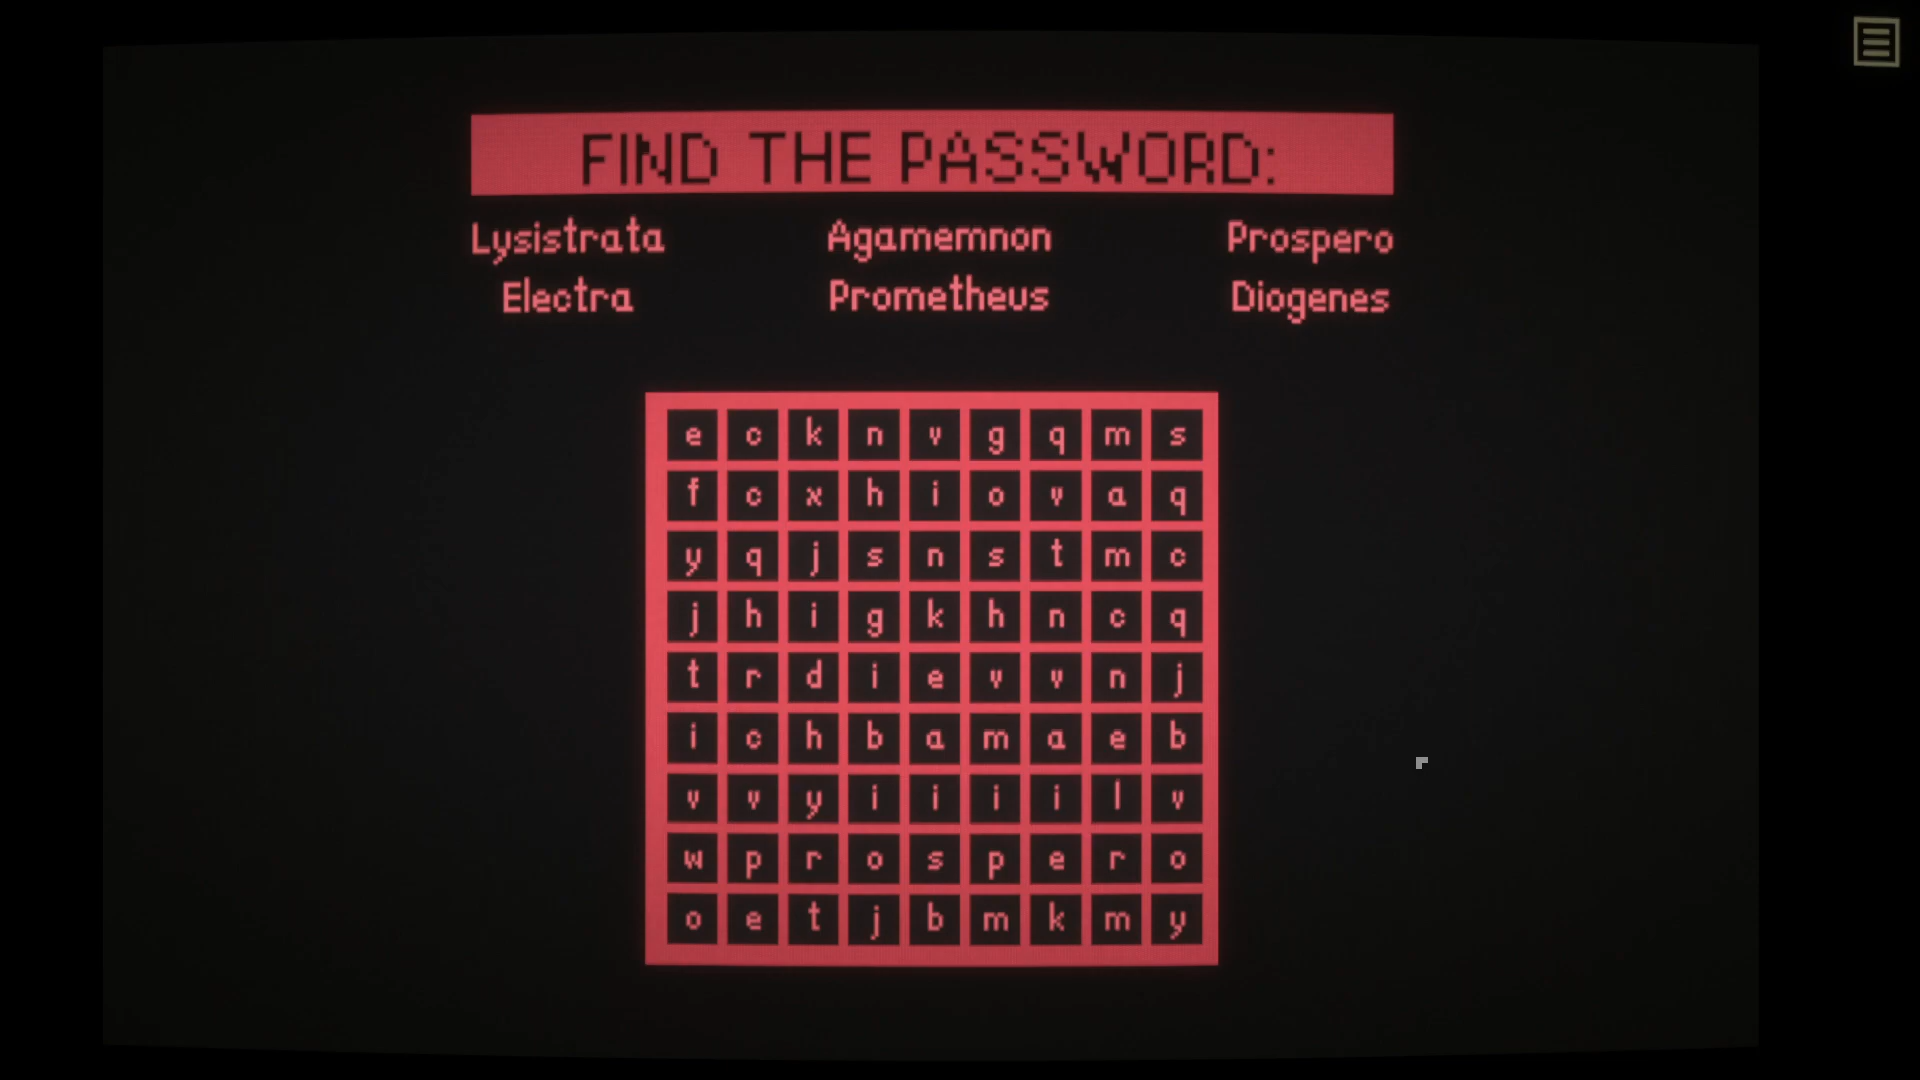 FIND THE PASSWORD:
Lysistrata Agamemnon Prospero
Electra Prometheus Diogenes
e c k n v g q m s
f c x h i o v a q
y q j s n s t m c
j h i g k h n c q
t r d i e v v n j
i c h b a m a e b
v v y i i i i l v
w p r o s p e r o
o e t j b m k m y